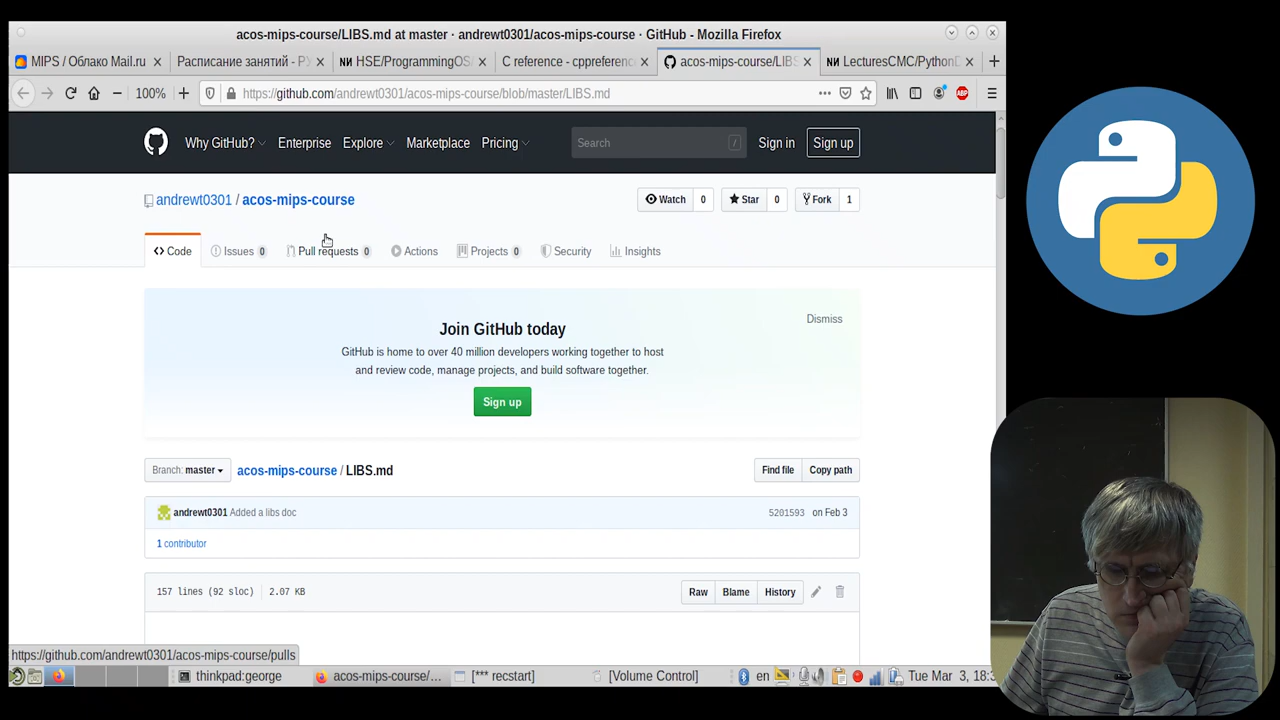 acos-mips-course/LIBS.md at master · andrewt0301/acos-mips-course · GitHub - Mozilla Firefox
MIPS / Облако Mail.ru
Расписание занятий - РУ
HSE/ProgrammingOS/
C reference - cppreference
acos-mips-course/LIBS
LecturesCMC/PythonD
100%
https://github.com/andrewt0301/acos-mips-course/blob/master/LIBS.md
Why GitHub?
Enterprise
Explore
Marketplace
Pricing
Search
/
Sign in
Sign up
andrewt0301 / acos-mips-course
Watch 0
Star 0
Fork 1
Code
Issues 0
Pull requests 0
Actions
Projects 0
Security
Insights
Join GitHub today
Dismiss
GitHub is home to over 40 million developers working together to host
and review code, manage projects, and build software together.
Sign up
Branch: master
acos-mips-course / LIBS.md
Find file
Copy path
andrewt0301 Added a libs doc
5201593 on Feb 3
1 contributor
157 lines (92 sloc) | 2.07 KB
Raw
Blame
History
https://github.com/andrewt0301/acos-mips-course/pulls
thinkpad:george
acos-mips-course/...
[*** recstart]
[Volume Control]
en
Tue Mar 3, 18:3